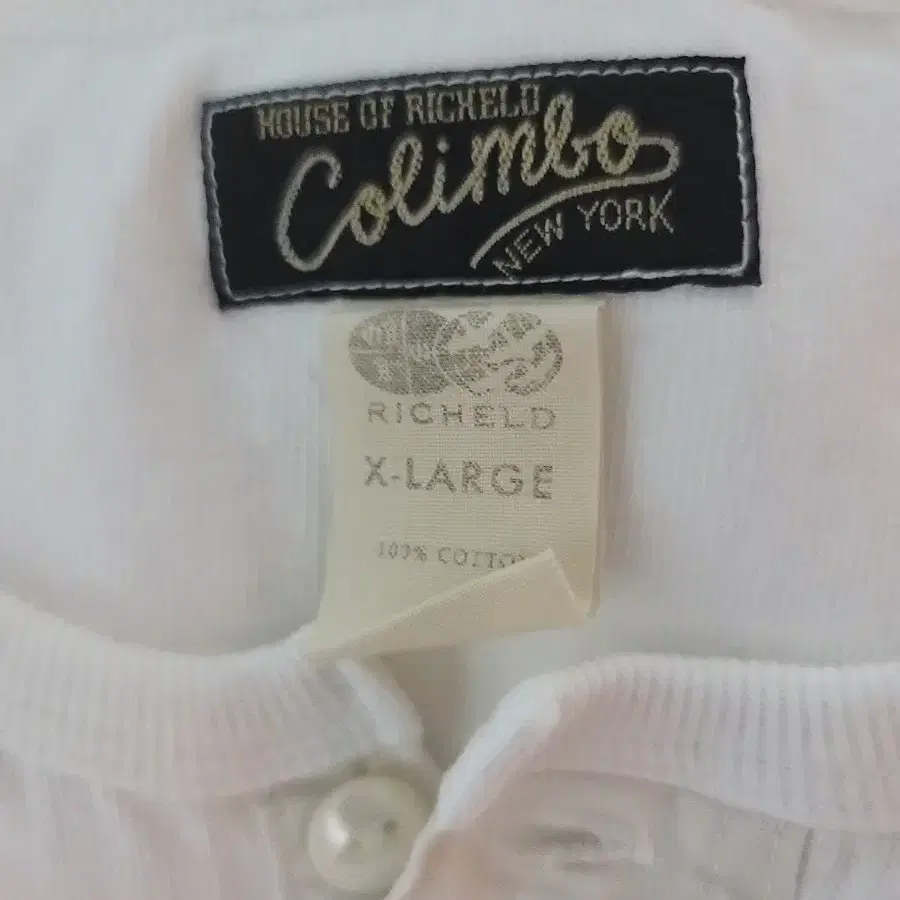 HOUSE OF RICHELD
Colimbo
NEW YORK
RICHELD
X-LARGE
100% COTTON